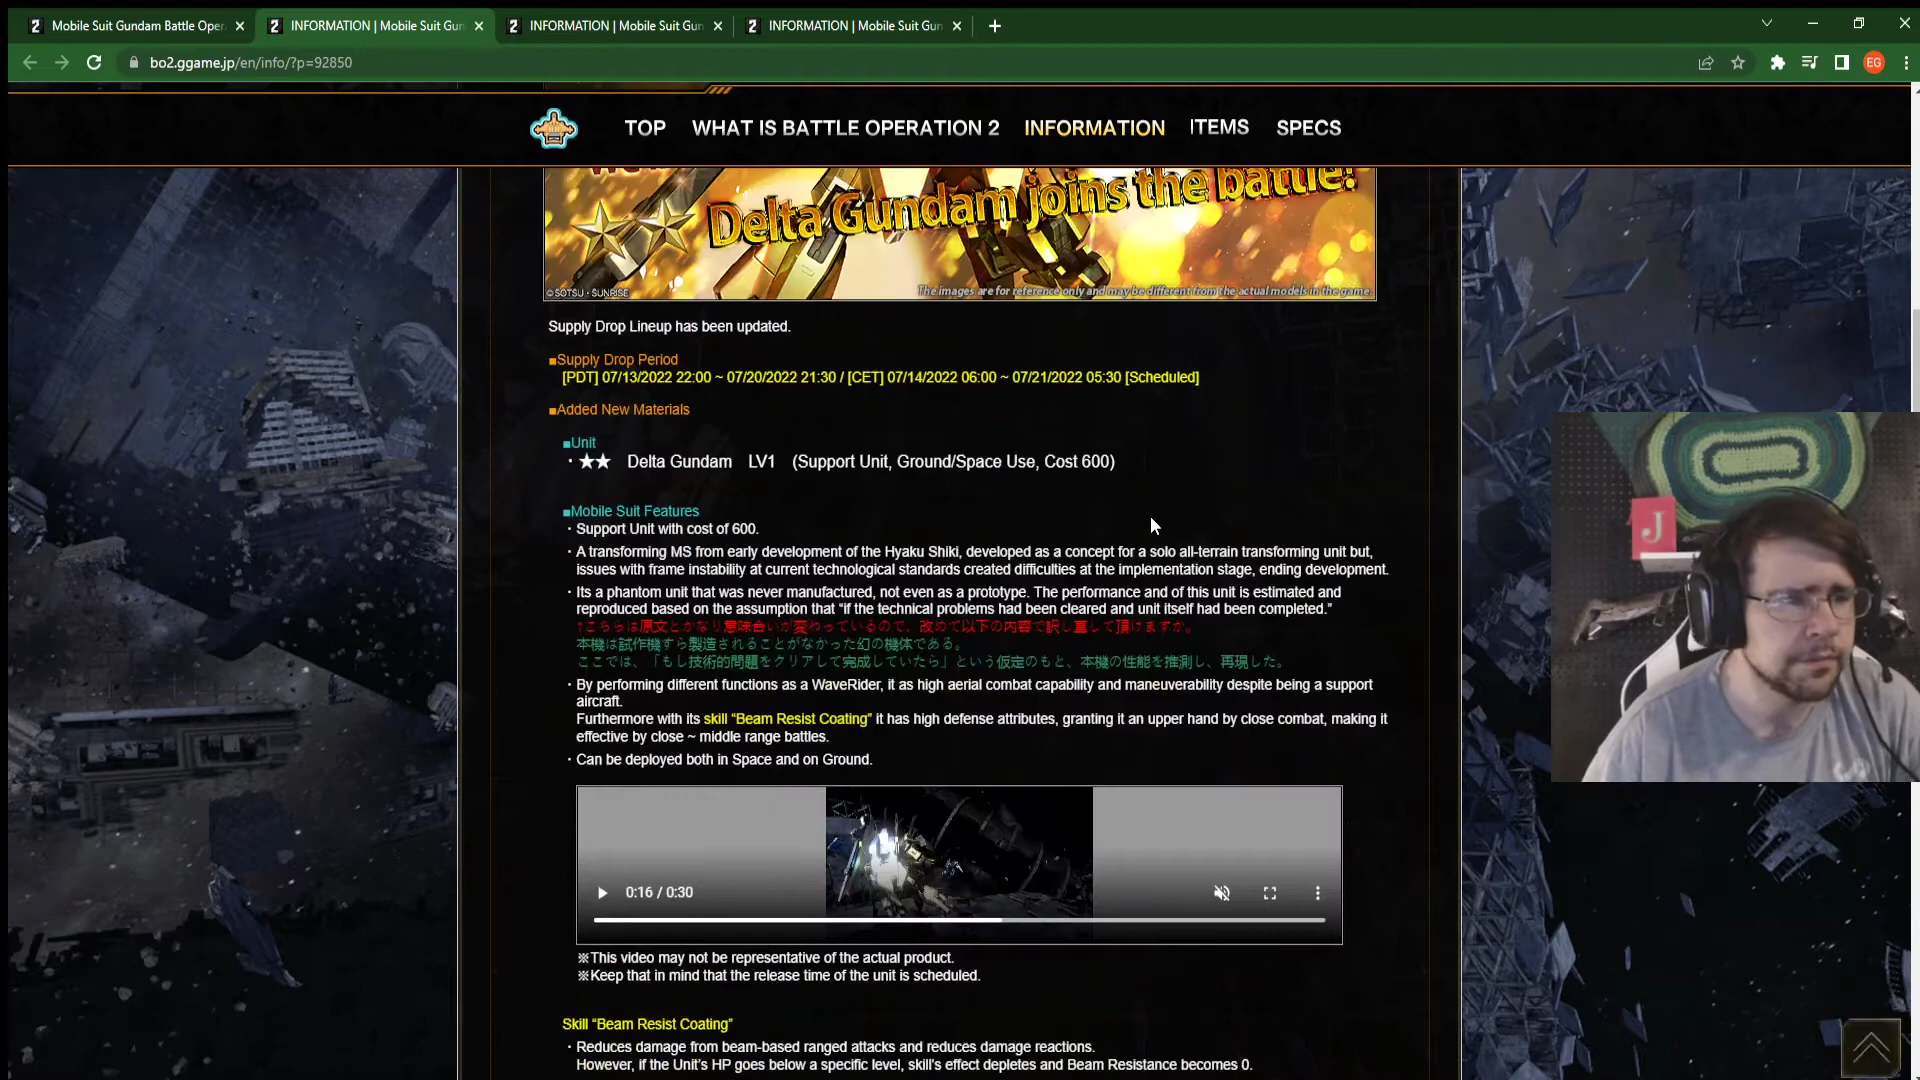 Mobile Suit Gundam Battle Oper
INFORMATION | Mobile Suit Gun
INFORMATION | Mobile Suit Gun
INFORMATION | Mobile Suit Gun
bo2.ggame.jp/en/info/?p=92850
EG
TOP WHAT IS BATTLE OPERATION 2 INFORMATION ITEMS SPECS
Delta Gundam joins the battle!
©SOTSU・SUNRISE
The images are for reference only and may be different from the actual models in the game.
Supply Drop Lineup has been updated.
■Supply Drop Period
[PDT] 07/13/2022 22:00 ~ 07/20/2022 21:30 / [CET] 07/14/2022 06:00 ~ 07/21/2022 05:30 [Scheduled]
■Added New Materials
■Unit
・★★ Delta Gundam LV1 (Support Unit, Ground/Space Use, Cost 600)
■Mobile Suit Features
・Support Unit with cost of 600.
・A transforming MS from early development of the Hyaku Shiki, developed as a concept for a solo all-terrain transforming unit but,
issues with frame instability at current technological standards created difficulties at the implementation stage, ending development.
・Its a phantom unit that was never manufactured, not even as a prototype. The performance and of this unit is estimated and
reproduced based on the assumption that “if the technical problems had been cleared and unit itself had been completed.”
↑こちらは原文とかなり意味合いが変わっているので、改めて以下の内容で訳し直して頂けますか。
本機は試作機すら製造されることがなかった幻の機体である。
ここでは、「もし技術的問題をクリアして完成していたら」という仮定のもと、本機の性能を推測し、再現した。
・By performing different functions as a WaveRider, it as high aerial combat capability and maneuverability despite being a support
aircraft.
Furthermore with its skill “Beam Resist Coating” it has high defense attributes, granting it an upper hand by close combat, making it
effective by close ~ middle range battles.
・Can be deployed both in Space and on Ground.
0:16 / 0:30
※This video may not be representative of the actual product.
※Keep that in mind that the release time of the unit is scheduled.
Skill “Beam Resist Coating”
・Reduces damage from beam-based ranged attacks and reduces damage reactions.
However, if the Unit's HP goes below a specific level, skill's effect depletes and Beam Resistance becomes 0.
J